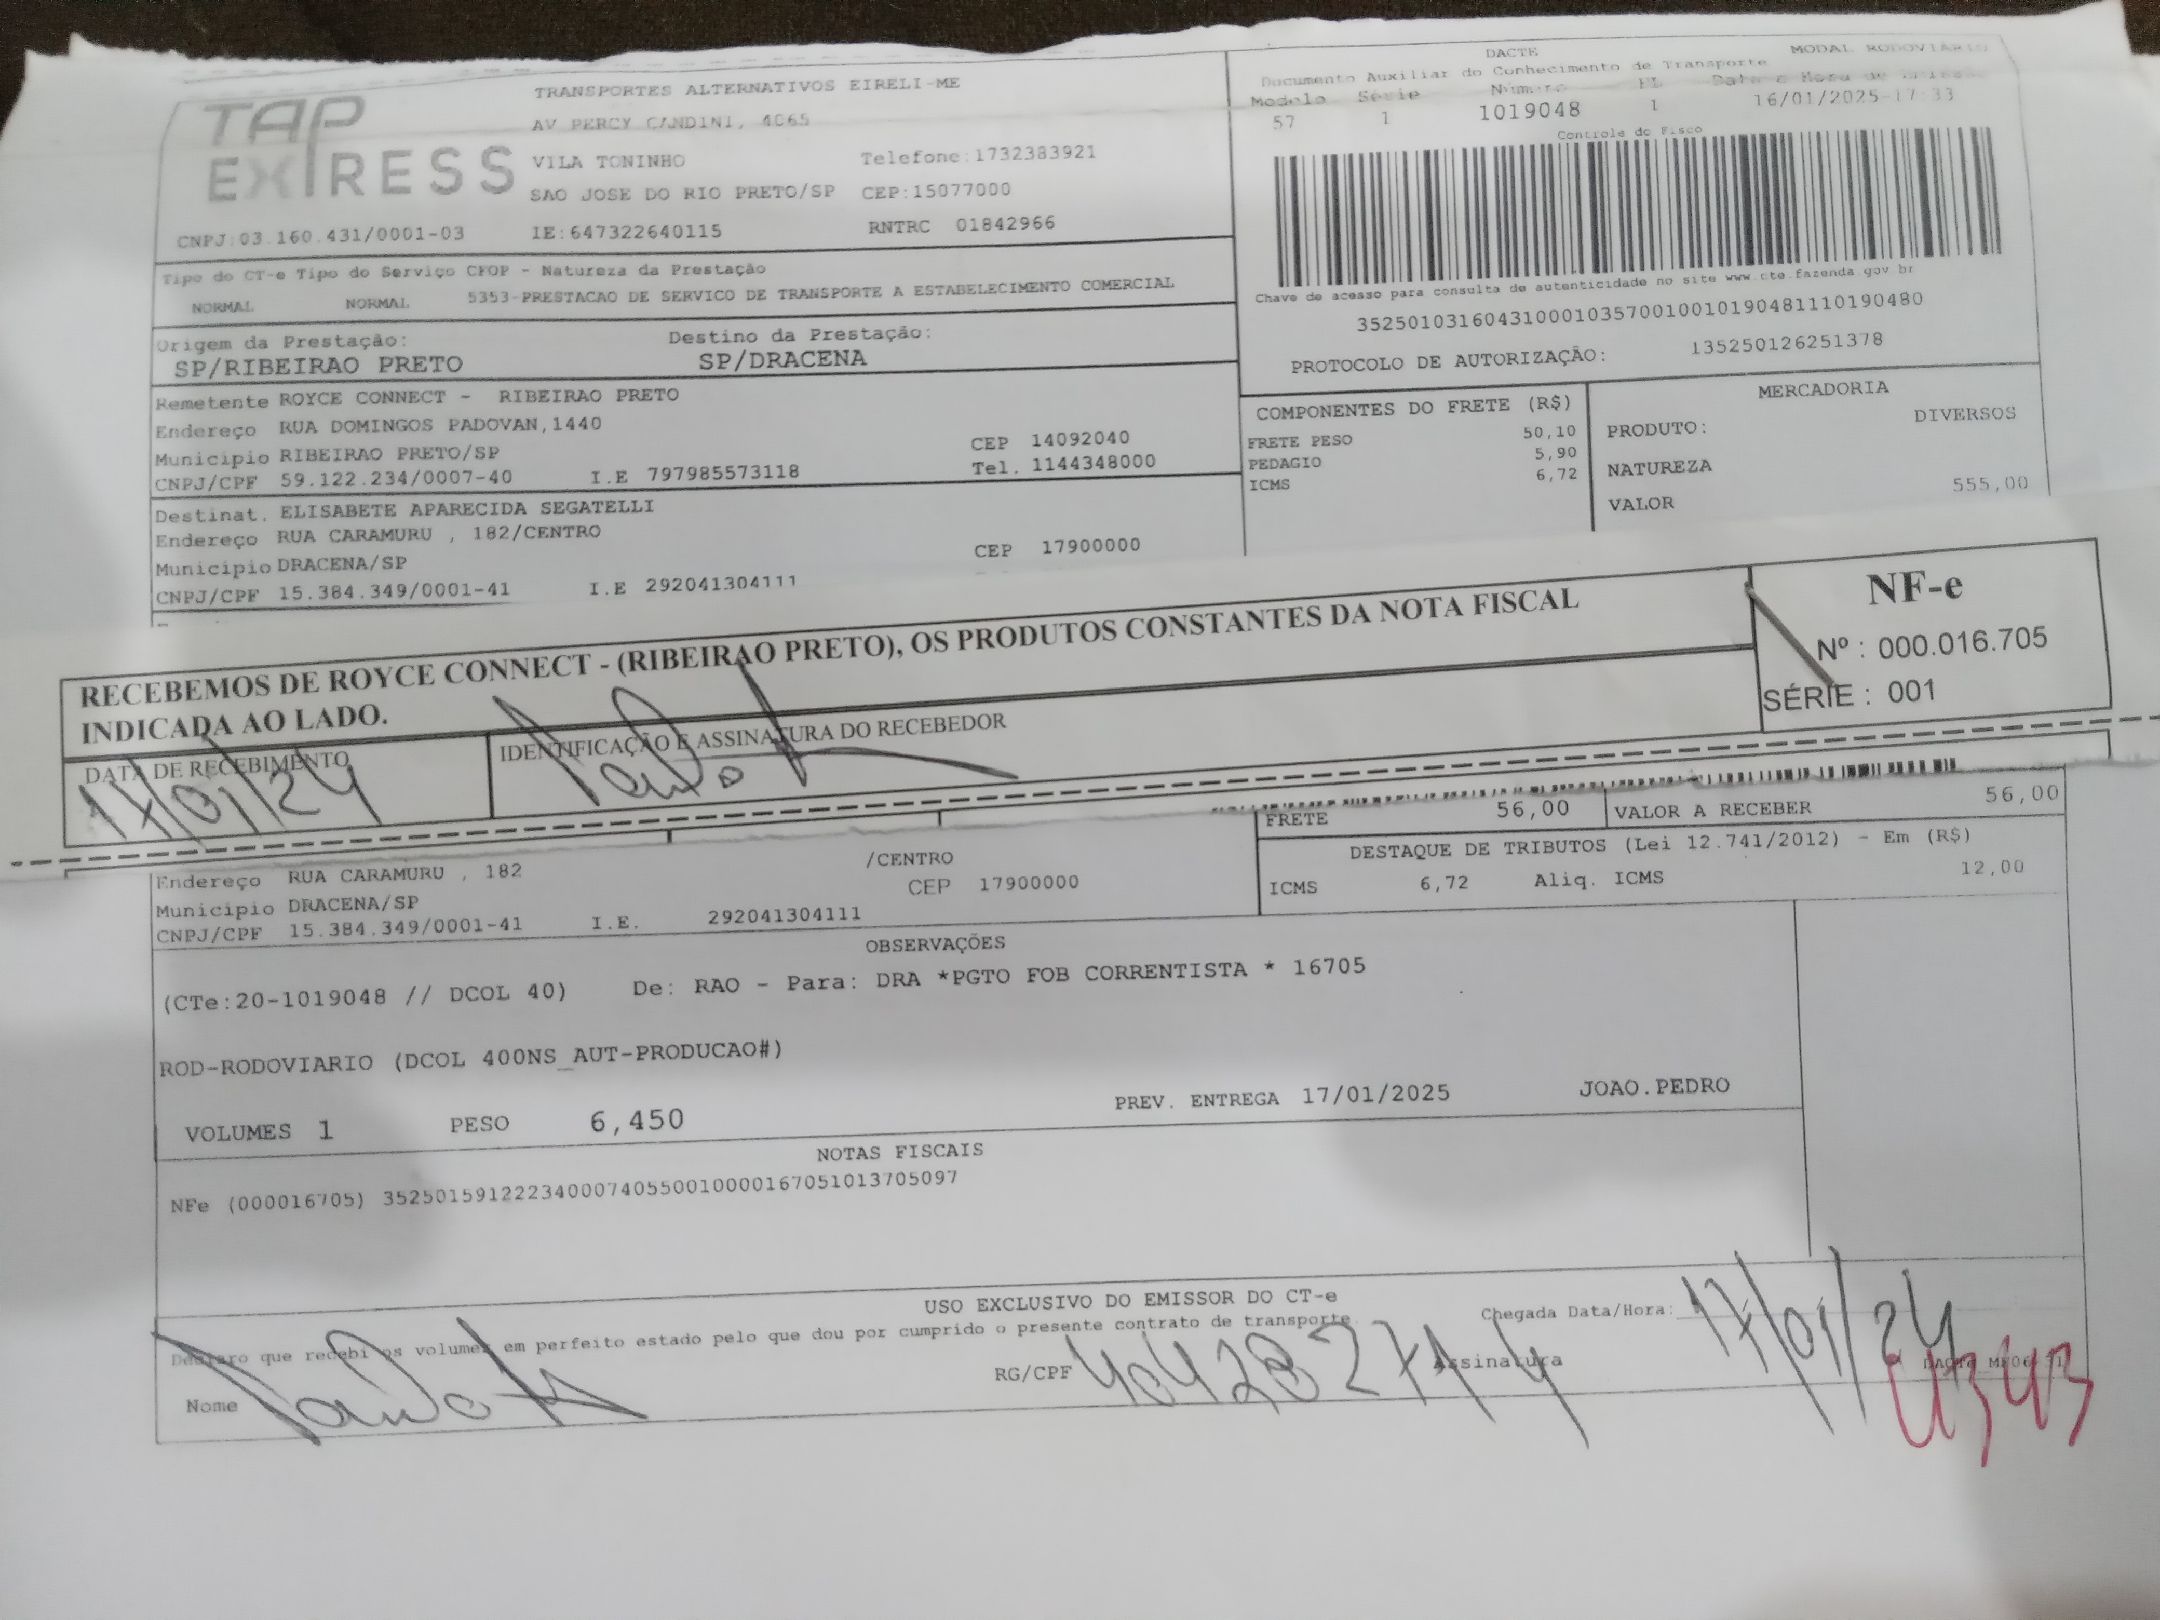 TAP EXPRESS
TRANSPORTES ALTERNATIVOS EIRELI-ME
AV PERCY GANDINI, 4065
VILA TONINHO Telefone:1732383921
SAO JOSE DO RIO PRETO/SP CEP:15077000
CNPJ:03.160.431/0001-03 IE:647322640115 RNTRC 01842966
DACTE MODAL RODOVIARIO
Documento Auxiliar do Conhecimento de Transporte
Modelo Série Número FL Data e Hora de
57 1 1019048 1 16/01/2025-17:33
Controle do Fisco
Chave de acesso para consulta de autenticidade no site www.cte.fazenda.gov br
35250103160431000103570010010190481110190480
PROTOCOLO DE AUTORIZAÇÃO: 135250126251378
Tipo do CT-e Tipo do Serviço CFOP - Natureza da Prestação
NORMAL NORMAL 5353-PRESTACAO DE SERVICO DE TRANSPORTE A ESTABELECIMENTO COMERCIAL
Origem da Prestação: Destino da Prestação:
SP/RIBEIRAO PRETO SP/DRACENA
Remetente ROYCE CONNECT - RIBEIRAO PRETO
Endereço RUA DOMINGOS PADOVAN,1440
Municipio RIBEIRAO PRETO/SP CEP 14092040
CNPJ/CPF 59.122.234/0007-40 I.E 797985573118 Tel. 1144348000
COMPONENTES DO FRETE (R$)
FRETE PESO 50,10
PEDAGIO 5,90
ICMS 6,72
MERCADORIA
PRODUTO: DIVERSOS
NATUREZA
VALOR 555,00
Destinat. ELISABETE APARECIDA SEGATELLI
Endereço RUA CARAMURU , 182/CENTRO
Municipio DRACENA/SP CEP 17900000
CNPJ/CPF 15.384.349/0001-41 I.E 292041304111
RECEBEMOS DE ROYCE CONNECT - (RIBEIRAO PRETO), OS PRODUTOS CONSTANTES DA NOTA FISCAL
INDICADA AO LADO.
NF-e
Nº : 000.016.705
SÉRIE : 001
DATA DE RECEBIMENTO IDENTIFICAÇÃO E ASSINATURA DO RECEBEDOR
17/01/24
FRETE 56,00 VALOR A RECEBER 56,00
DESTAQUE DE TRIBUTOS (Lei 12.741/2012) - Em (R$)
ICMS 6,72 Aliq. ICMS 12,00
Endereço RUA CARAMURU , 182 /CENTRO
Municipio DRACENA/SP CEP 17900000
CNPJ/CPF 15.384.349/0001-41 I.E. 292041304111
OBSERVAÇÕES
(CTe:20-1019048 // DCOL 40) De: RAO - Para: DRA *PGTO FOB CORRENTISTA * 16705
ROD-RODOVIARIO (DCOL 400NS_AUT-PRODUCAO#)
VOLUMES 1 PESO 6,450 PREV. ENTREGA 17/01/2025 JOAO.PEDRO
NOTAS FISCAIS
NFe (000016705) 35250159122234000740550010000167051013705097
USO EXCLUSIVO DO EMISSOR DO CT-e
Declaro que recebi os volumes em perfeito estado pelo que dou por cumprido o presente contrato de transporte. Chegada Data/Hora: 17/01/24
Nome RG/CPF Assinatura